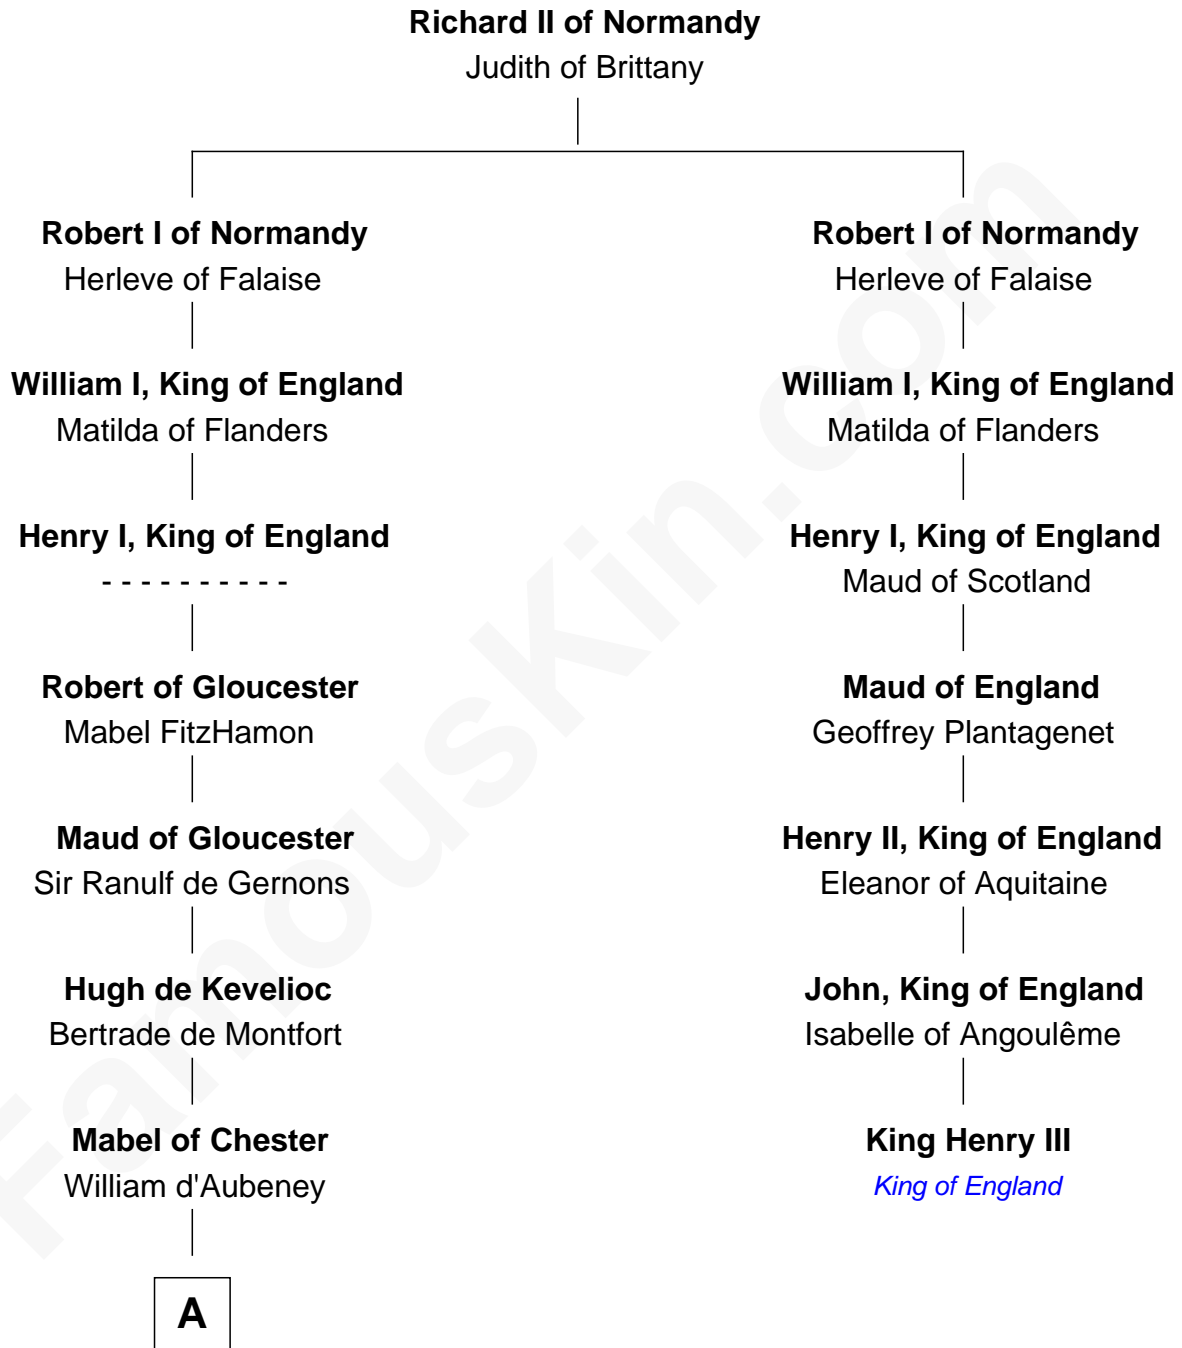 Richard II of Normandy
Judith of Brittany
Robert I of Normandy
Herleve of Falaise
William I, King of England
Matilda of Flanders
Henry I, King of England
- - - - - - - - - -
Robert of Gloucester
Mabel FitzHamon
Maud of Gloucester
Sir Ranulf de Gernons
Hugh de Kevelioc
Bertrade de Montfort
Mabel of Chester
William d'Aubeney
A
Robert I of Normandy
Herleve of Falaise
William I, King of England
Matilda of Flanders
Henry I, King of England
Maud of Scotland
Maud of England
Geoffrey Plantagenet
Henry II, King of England
Eleanor of Aquitaine
John, King of England
Isabelle of Angoulême
King Henry III
King of England
FamousKin.com